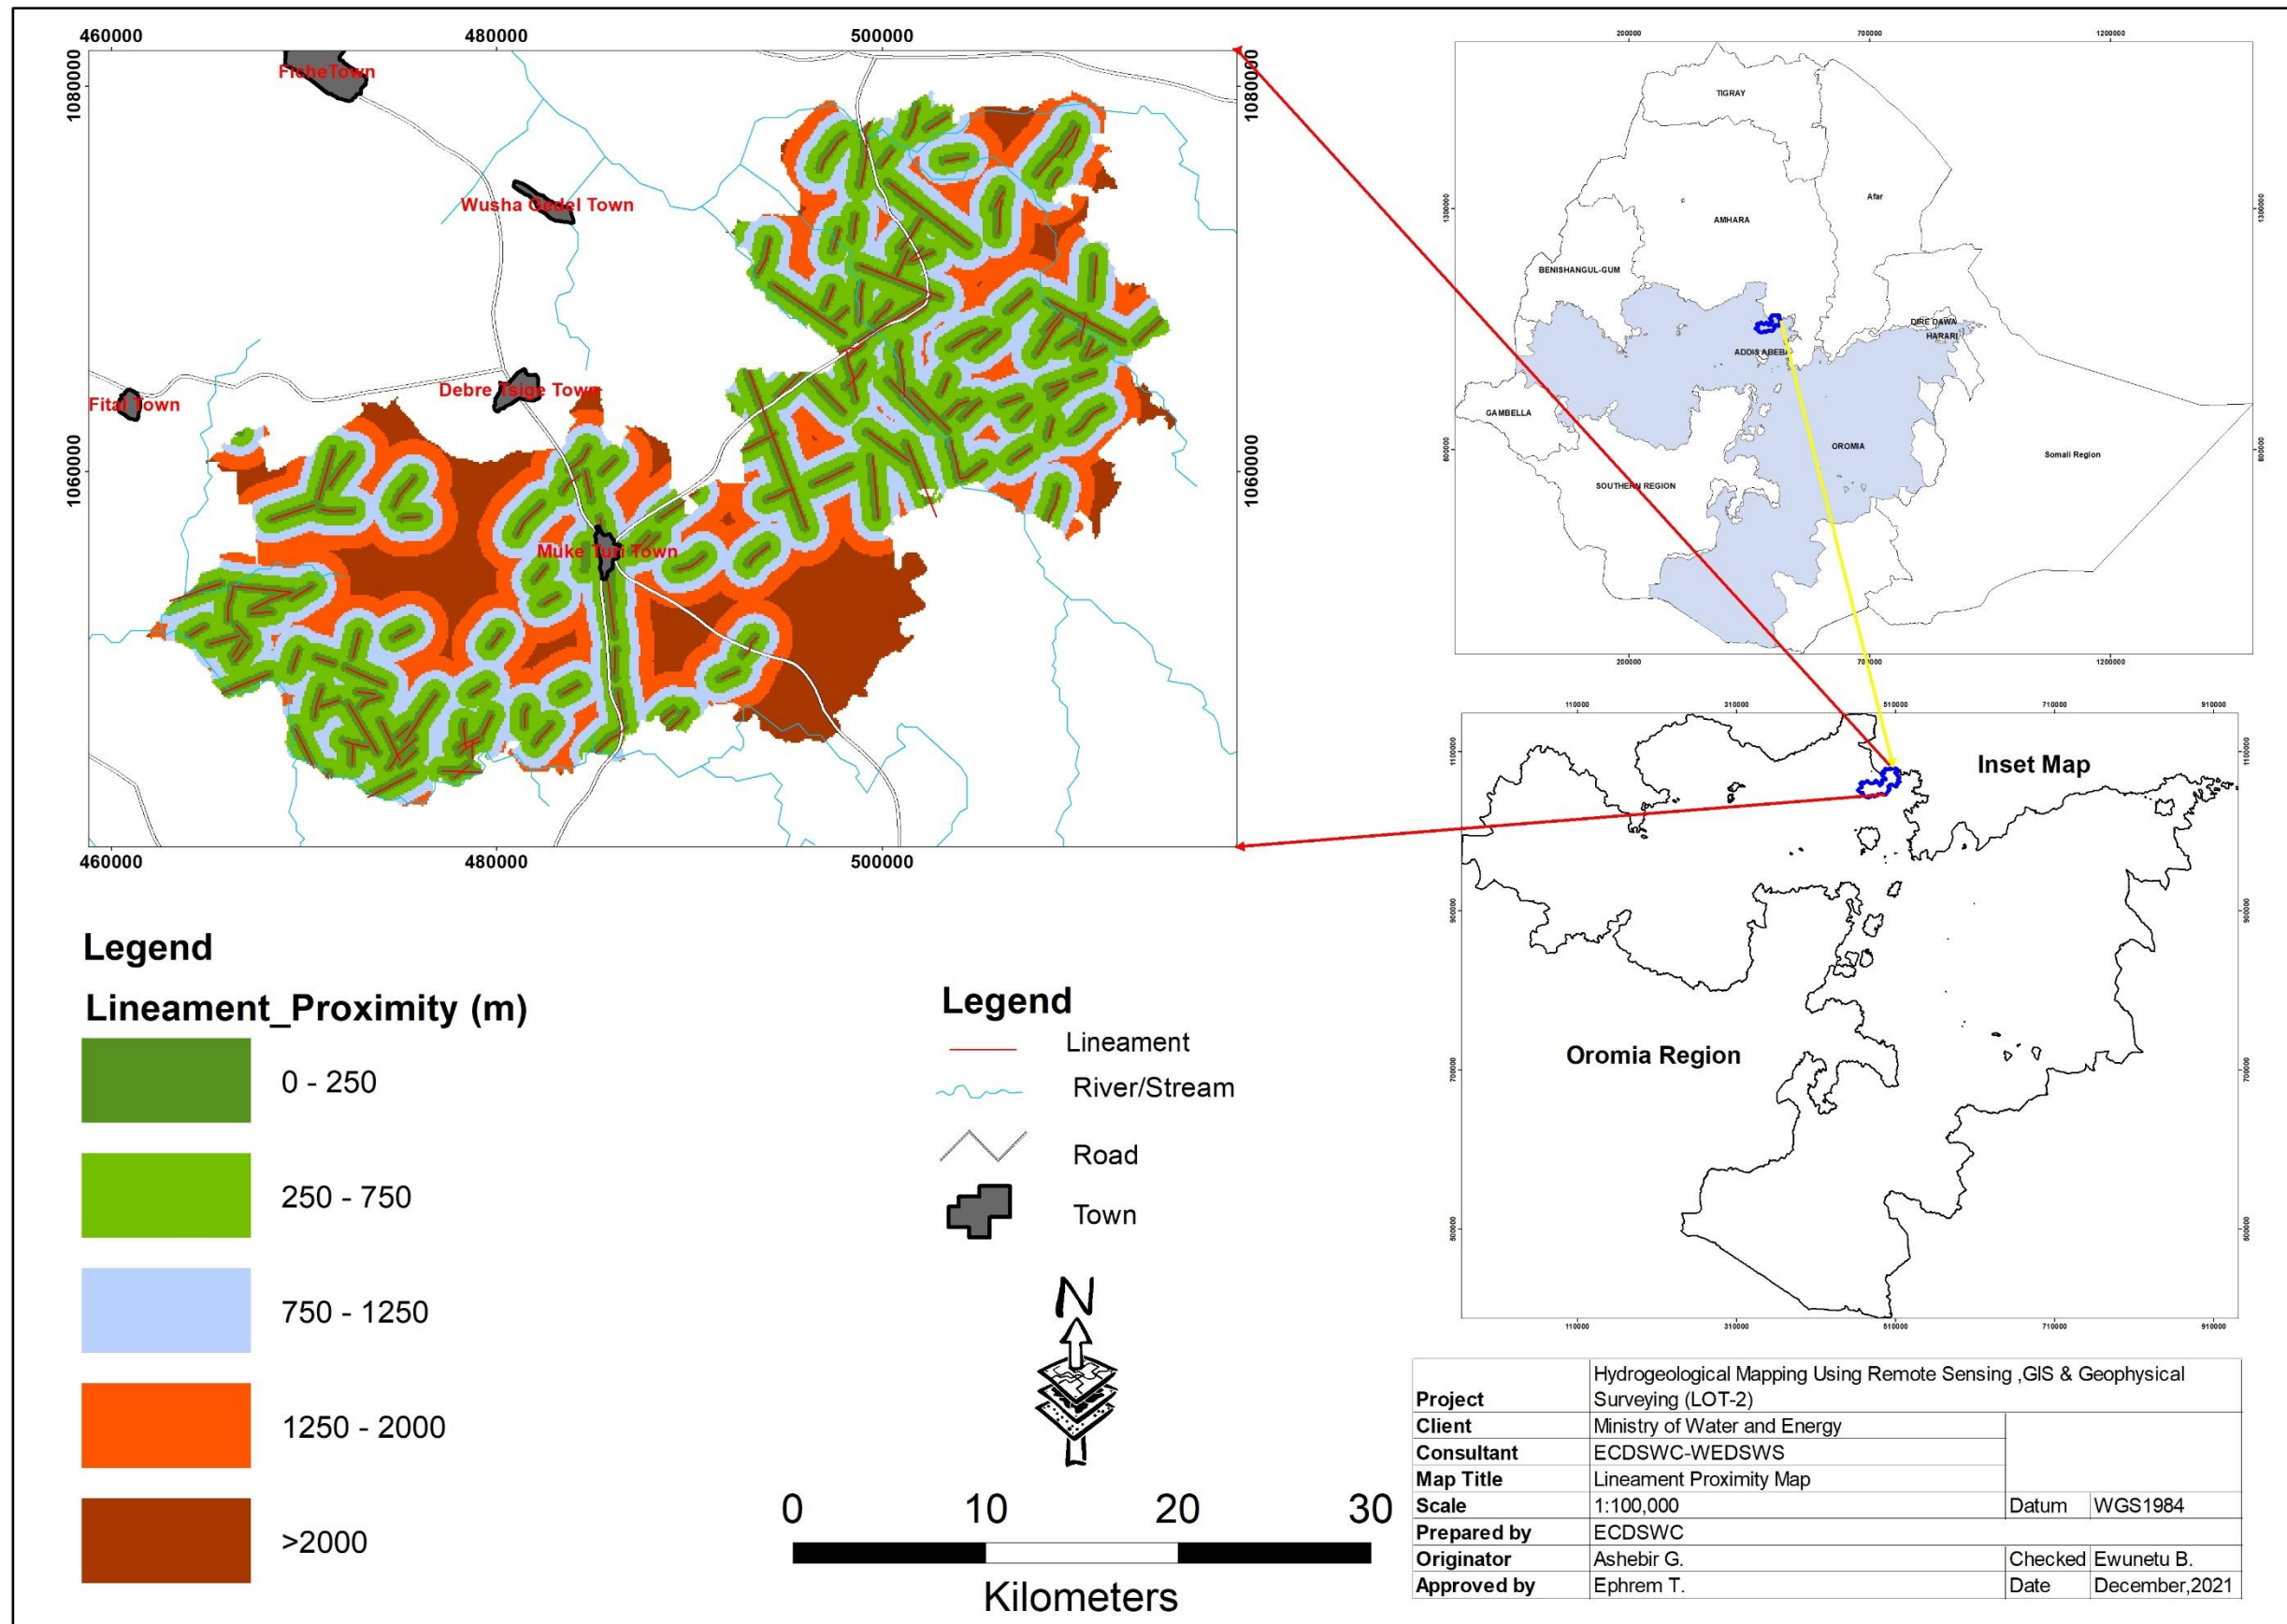 460000
480000
500000
1080000
1080000
Fiche Town
Wusha Gedel Town
Debre Tsige Town
Fital Town
1060000
1060000
Muke Turi Town
460000
480000
500000
200000
700000
1200000
TIGRAY
Afar
1300000
1300000
AMHARA
BENISHANGUL-GUM
DIRE DAWA
HARARI
ADDIS ABEB
GAMBELLA
OROMIA
800000
800000
Somali Region
SOUTHERN REGION
200000
700000
1200000
110000
310000
510000
710000
910000
1100000
1100000
Inset Map
900000
900000
Oromia Region
700000
700000
500000
500000
110000
310000
510000
710000
910000
Legend
Lineament_Proximity (m)
0 - 250
250 - 750
750 - 1250
1250 - 2000
>2000
Legend
Lineament
River/Stream
Road
Town
N
0 10 20 30
Kilometers
Project Hydrogeological Mapping Using Remote Sensing ,GIS & Geophysical
Surveying (LOT-2)
Client Ministry of Water and Energy
Consultant ECDSWC-WEDSWS
Map Title Lineament Proximity Map
Scale 1:100,000 Datum WGS1984
Prepared by ECDSWC
Originator Ashebir G. Checked Ewunetu B.
Approved by Ephrem T. Date December,2021